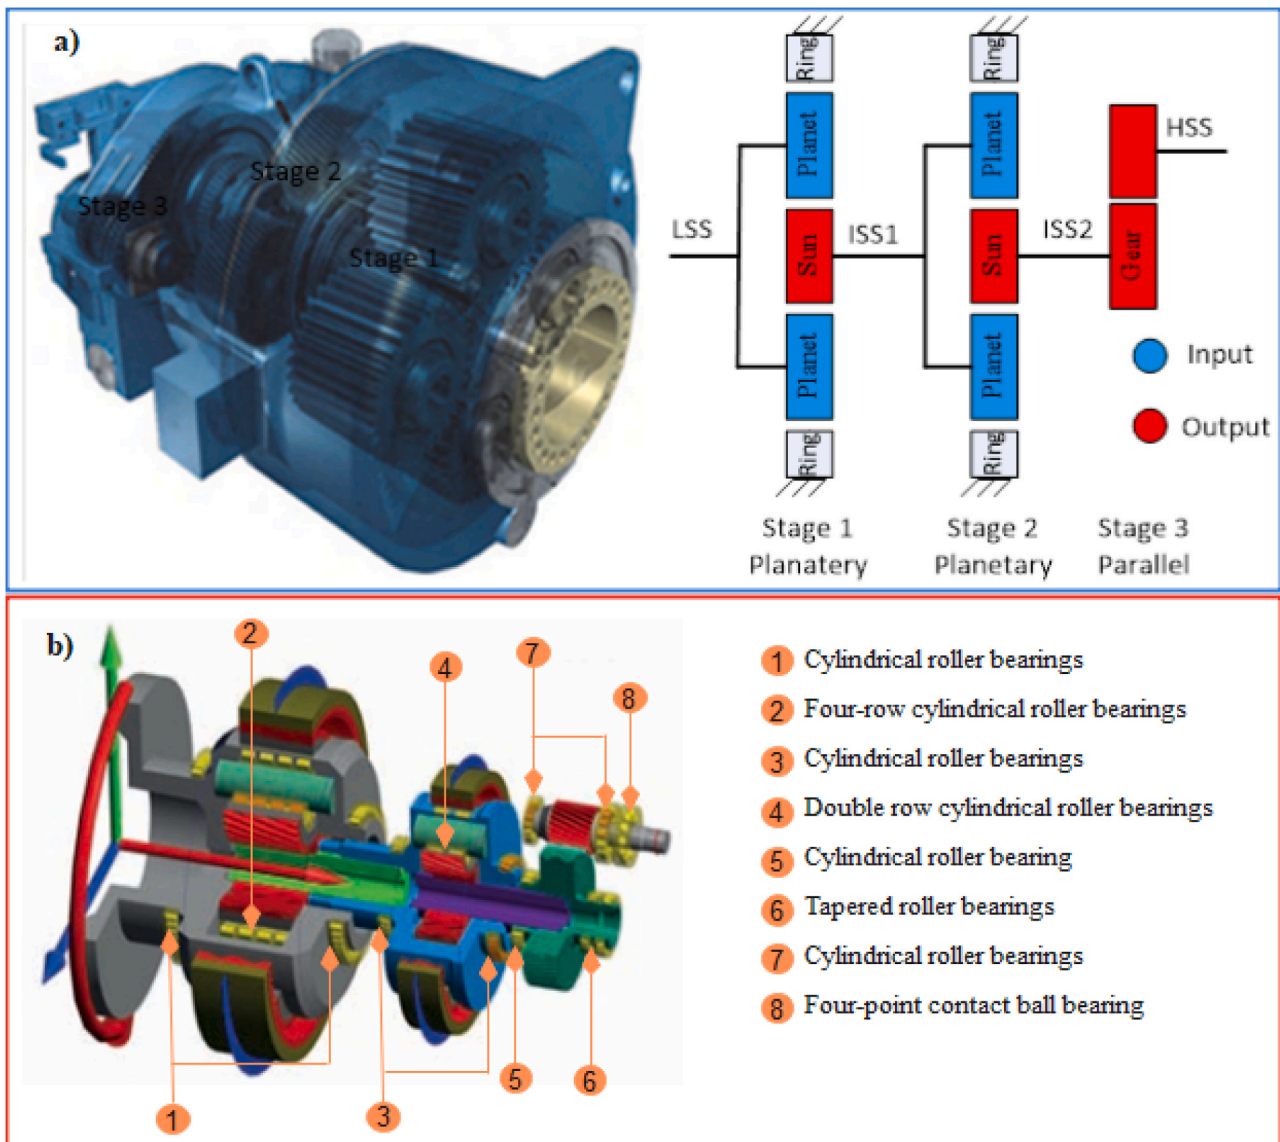 a)
Stage 2
Stage 3
Stage 1
Ring
Ring
Planet
Planet
HSS
LSS
Sun
ISS1
Sun
ISS2
Gear
Planet
Planet
Input
Ring
Ring
Output
Stage 1
Planatery
Stage 2
Planetary
Stage 3
Parallel
b)
2
4
7
8
1
3
5
6
1 Cylindrical roller bearings
2 Four-row cylindrical roller bearings
3 Cylindrical roller bearings
4 Double row cylindrical roller bearings
5 Cylindrical roller bearing
6 Tapered roller bearings
7 Cylindrical roller bearings
8 Four-point contact ball bearing